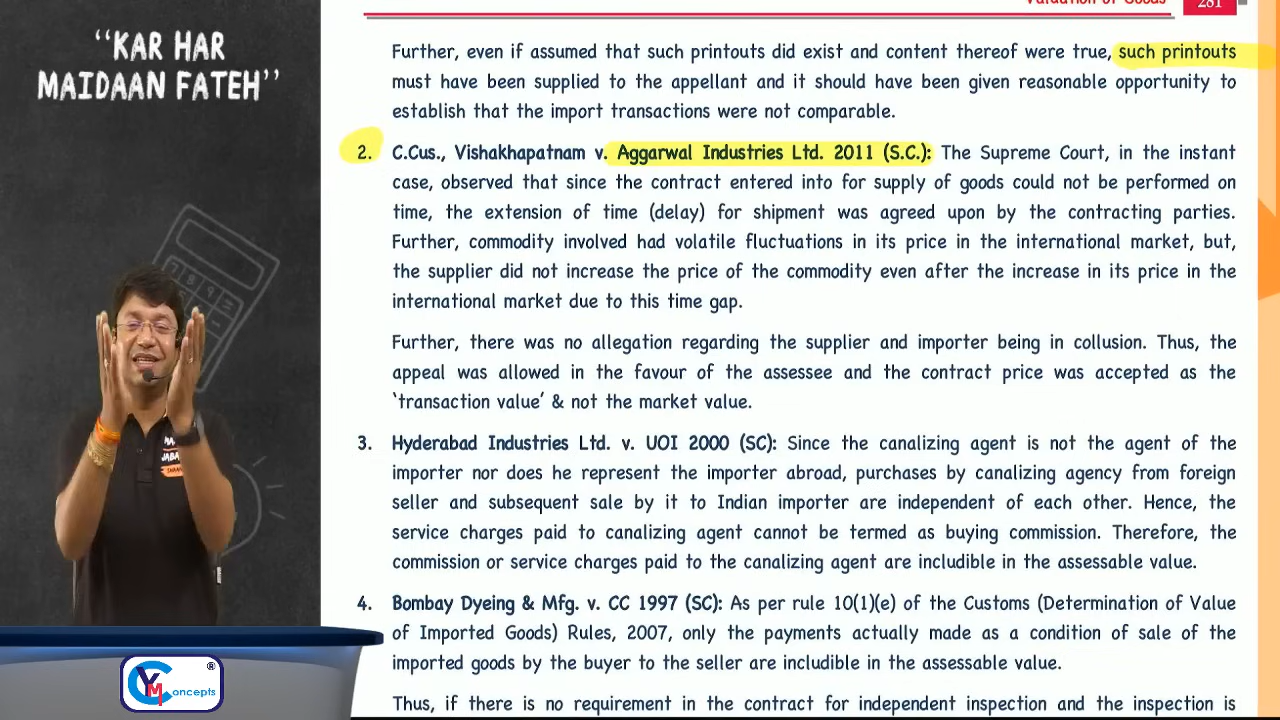 “KAR HAR
MAIDAAN FATEH”
Valuation of Goods
281
Further, even if assumed that such printouts did exist and content thereof were true, such printouts
must have been supplied to the appellant and it should have been given reasonable opportunity to
establish that the import transactions were not comparable.
2. C.Cus., Vishakhapatnam v. Aggarwal Industries Ltd. 2011 (S.C.): The Supreme Court, in the instant
case, observed that since the contract entered into for supply of goods could not be performed on
time, the extension of time (delay) for shipment was agreed upon by the contracting parties.
Further, commodity involved had volatile fluctuations in its price in the international market, but,
the supplier did not increase the price of the commodity even after the increase in its price in the
international market due to this time gap.
Further, there was no allegation regarding the supplier and importer being in collusion. Thus, the
appeal was allowed in the favour of the assessee and the contract price was accepted as the
‘transaction value’ & not the market value.
3. Hyderabad Industries Ltd. v. UOI 2000 (SC): Since the canalizing agent is not the agent of the
importer nor does he represent the importer abroad, purchases by canalizing agency from foreign
seller and subsequent sale by it to Indian importer are independent of each other. Hence, the
service charges paid to canalizing agent cannot be termed as buying commission. Therefore, the
commission or service charges paid to the canalizing agent are includible in the assessable value.
4. Bombay Dyeing & Mfg. v. CC 1997 (SC): As per rule 10(1)(e) of the Customs (Determination of Value
of Imported Goods) Rules, 2007, only the payments actually made as a condition of sale of the
imported goods by the buyer to the seller are includible in the assessable value.
Thus, if there is no requirement in the contract for independent inspection and the inspection is
YM Concepts ®